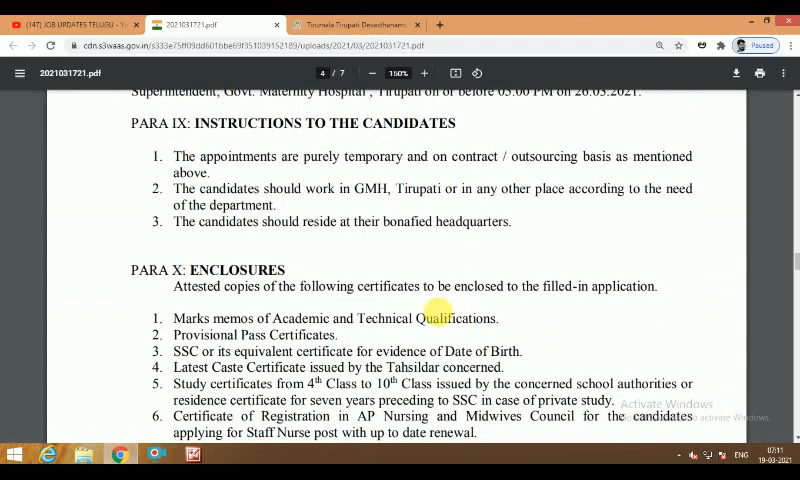 (147) JOB UPDATES TELUGU - Y
2021031721.pdf
Tirumala Tirupati Devasthanams
cdn.s3waas.gov.in/s333e75ff09dd601bbe69f351039152189/uploads/2021/03/2021031721.pdf
Paused
2021031721.pdf
4 / 7
150%
Superintendent, Govt. Maternity Hospital , Tirupati on or before 05.00 PM on 26.03.2021.
PARA IX: INSTRUCTIONS TO THE CANDIDATES
1. The appointments are purely temporary and on contract / outsourcing basis as mentioned
above.
2. The candidates should work in GMH, Tirupati or in any other place according to the need
of the department.
3. The candidates should reside at their bonafied headquarters.
PARA X: ENCLOSURES
Attested copies of the following certificates to be enclosed to the filled-in application.
1. Marks memos of Academic and Technical Qualifications.
2. Provisional Pass Certificates.
3. SSC or its equivalent certificate for evidence of Date of Birth.
4. Latest Caste Certificate issued by the Tahsildar concerned.
5. Study certificates from 4th Class to 10th Class issued by the concerned school authorities or
residence certificate for seven years preceding to SSC in case of private study.
Activate Windows
6. Certificate of Registration in AP Nursing and Midwives Council for the candidates
activate Windows.
applying for Staff Nurse post with up to date renewal.
ENG
07:11
19-03-2021